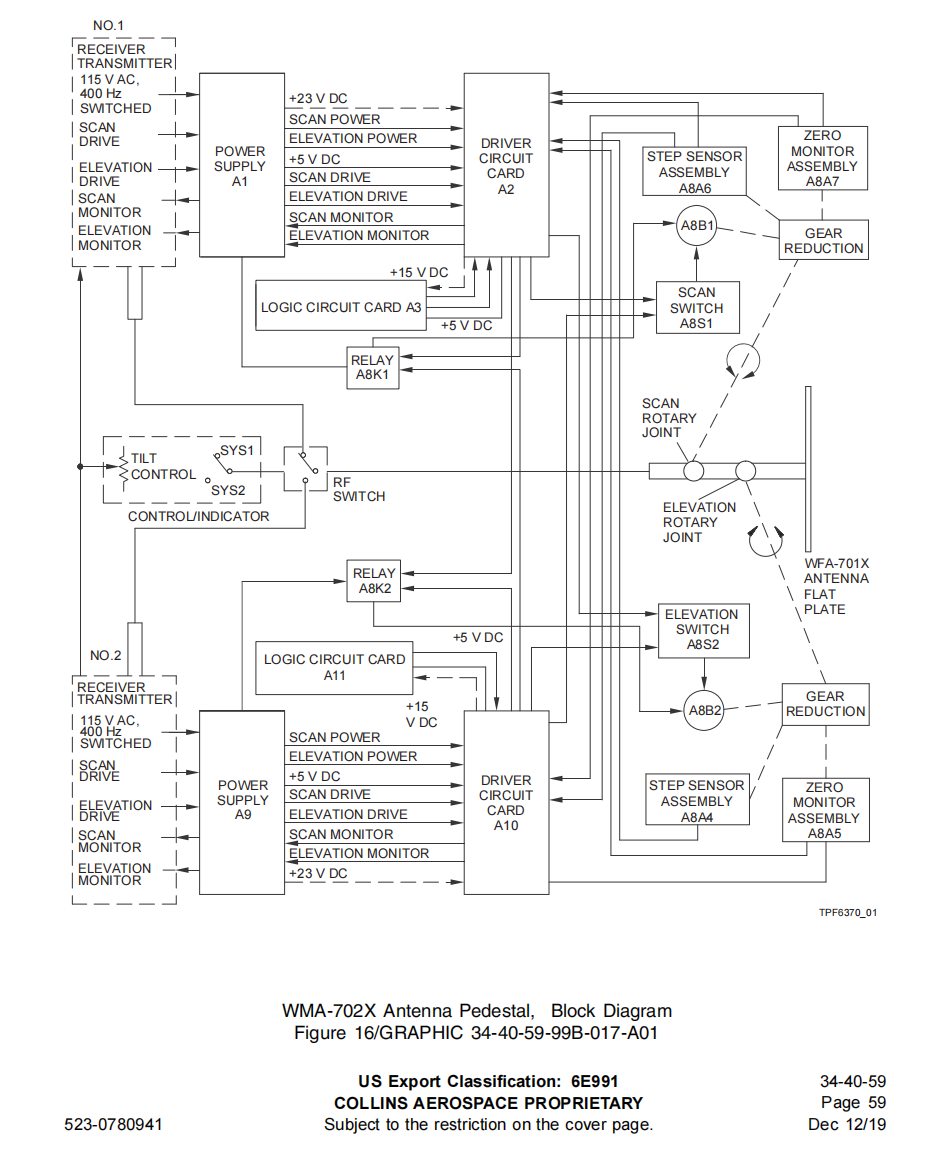 NO.1
RECEIVER
TRANSMITTER
115 V AC,
400 Hz
SWITCHED
SCAN
DRIVE
ELEVATION
DRIVE
SCAN
MONITOR
ELEVATION
MONITOR
POWER
SUPPLY
A1
+23 V DC
SCAN POWER
ELEVATION POWER
+5 V DC
SCAN DRIVE
ELEVATION DRIVE
SCAN MONITOR
ELEVATION MONITOR
DRIVER
CIRCUIT
CARD
A2
STEP SENSOR
ASSEMBLY
A8A6
ZERO
MONITOR
ASSEMBLY
A8A7
A8B1
GEAR
REDUCTION
+15 V DC
LOGIC CIRCUIT CARD A3
+5 V DC
SCAN
SWITCH
A8S1
RELAY
A8K1
SCAN
ROTARY
JOINT
TILT
CONTROL
SYS1
SYS2
RF
SWITCH
CONTROL/INDICATOR
ELEVATION
ROTARY
JOINT
WFA-701X
ANTENNA
FLAT
PLATE
RELAY
A8K2
ELEVATION
SWITCH
A8S2
+5 V DC
LOGIC CIRCUIT CARD
A11
+15
V DC
A8B2
GEAR
REDUCTION
NO.2
RECEIVER
TRANSMITTER
115 V AC,
400 Hz
SWITCHED
SCAN
DRIVE
ELEVATION
DRIVE
SCAN
MONITOR
ELEVATION
MONITOR
POWER
SUPPLY
A9
SCAN POWER
ELEVATION POWER
+5 V DC
SCAN DRIVE
ELEVATION DRIVE
SCAN MONITOR
ELEVATION MONITOR
+23 V DC
DRIVER
CIRCUIT
CARD
A10
STEP SENSOR
ASSEMBLY
A8A4
ZERO
MONITOR
ASSEMBLY
A8A5
TPF6370_01
WMA-702X Antenna Pedestal, Block Diagram
Figure 16/GRAPHIC 34-40-59-99B-017-A01
US Export Classification: 6E991
34-40-59
COLLINS AEROSPACE PROPRIETARY
Page 59
523-0780941
Subject to the restriction on the cover page.
Dec 12/19